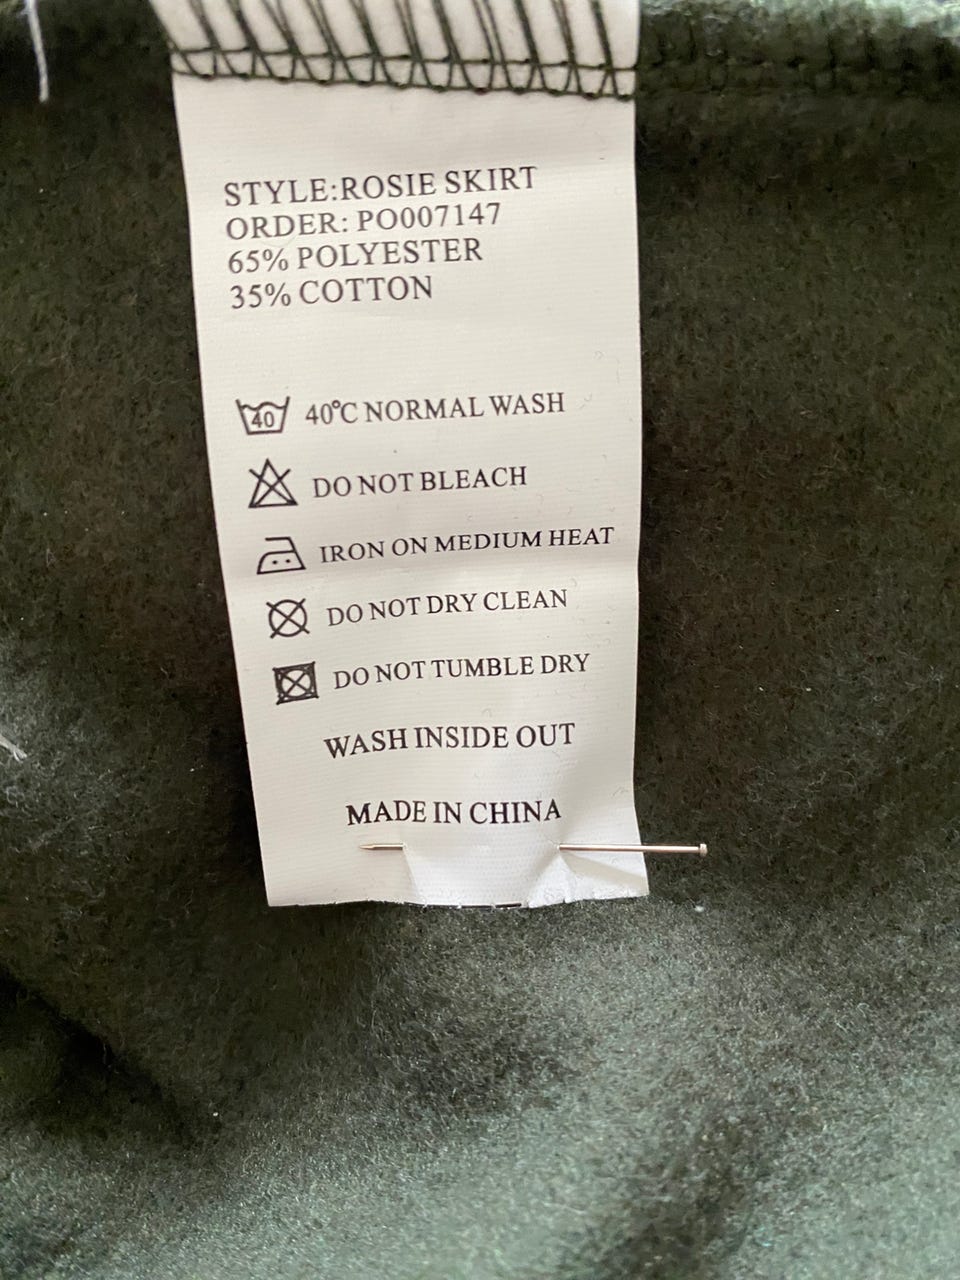 STYLE:ROSIE SKIRT
ORDER: PO007147
65% POLYESTER
35% COTTON
40 40°C NORMAL WASH
DO NOT BLEACH
IRON ON MEDIUM HEAT
DO NOT DRY CLEAN
DO NOT TUMBLE DRY
WASH INSIDE OUT
MADE IN CHINA